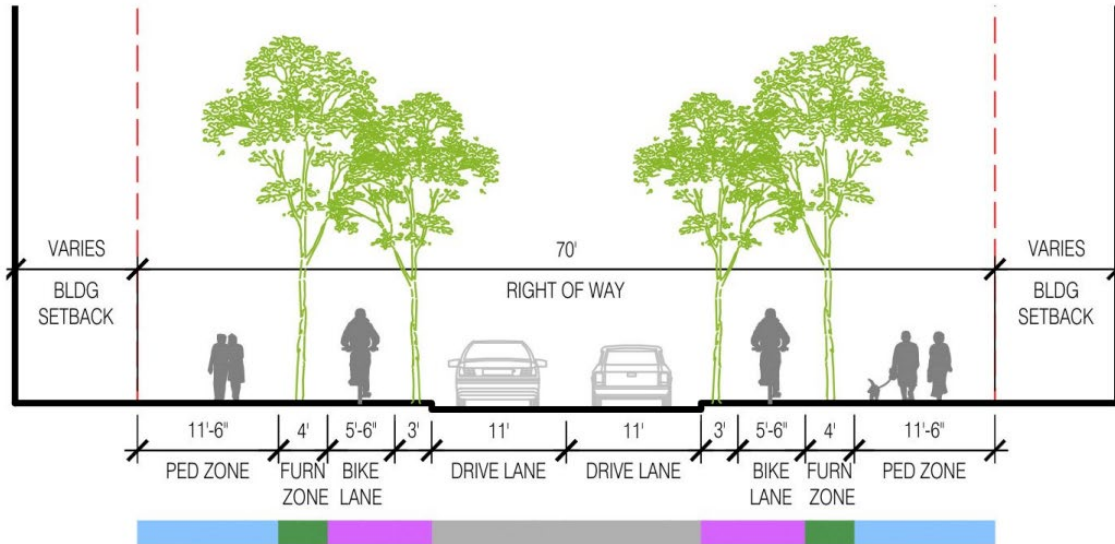 VARIES
70'
VARIES
BLDG
SETBACK
RIGHT OF WAY
BLDG
SETBACK
11'-6"
4'
5'-6"
3'
11'
11'
3'
5'-6"
4'
11'-6"
PED ZONE
FURN
ZONE
BIKE
LANE
DRIVE LANE
DRIVE LANE
BIKE
LANE
FURN
ZONE
PED ZONE